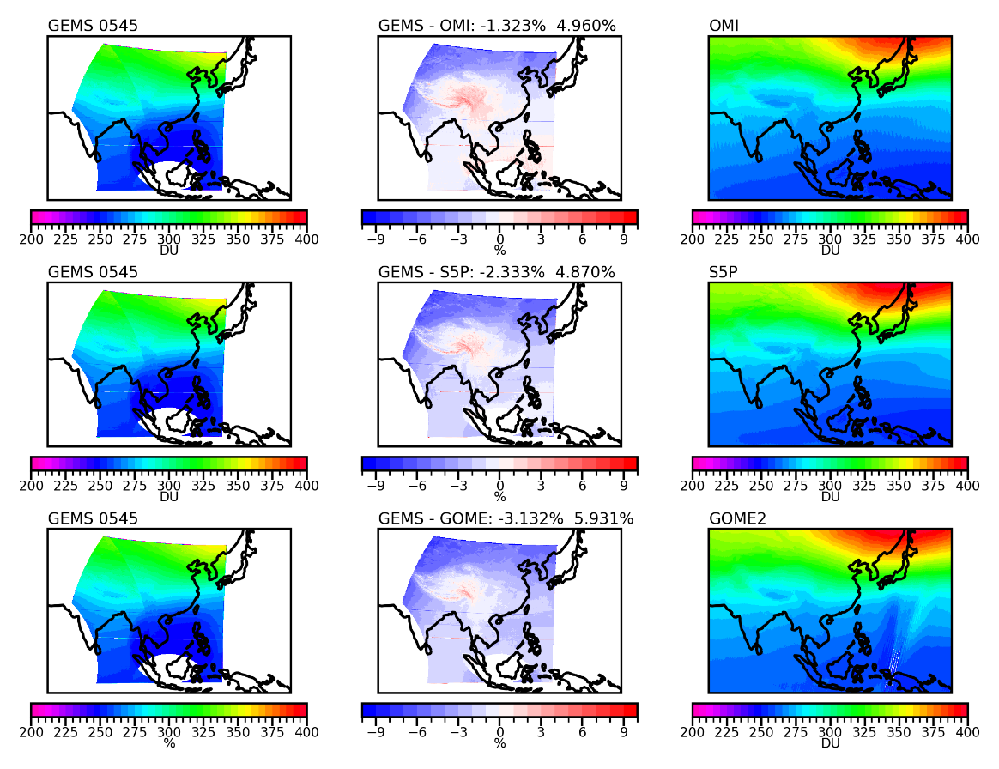 GEMS 0545
GEMS - OMI: -1.323%  4.960%
OMI
200 225 250 275 300 325 350 375 400
DU
−9 −6 −3 0 3 6 9
%
200 225 250 275 300 325 350 375 400
DU
GEMS 0545
GEMS - S5P: -2.333%  4.870%
S5P
200 225 250 275 300 325 350 375 400
DU
−9 −6 −3 0 3 6 9
%
200 225 250 275 300 325 350 375 400
DU
GEMS 0545
GEMS - GOME: -3.132%  5.931%
GOME2
200 225 250 275 300 325 350 375 400
%
−9 −6 −3 0 3 6 9
%
200 225 250 275 300 325 350 375 400
DU